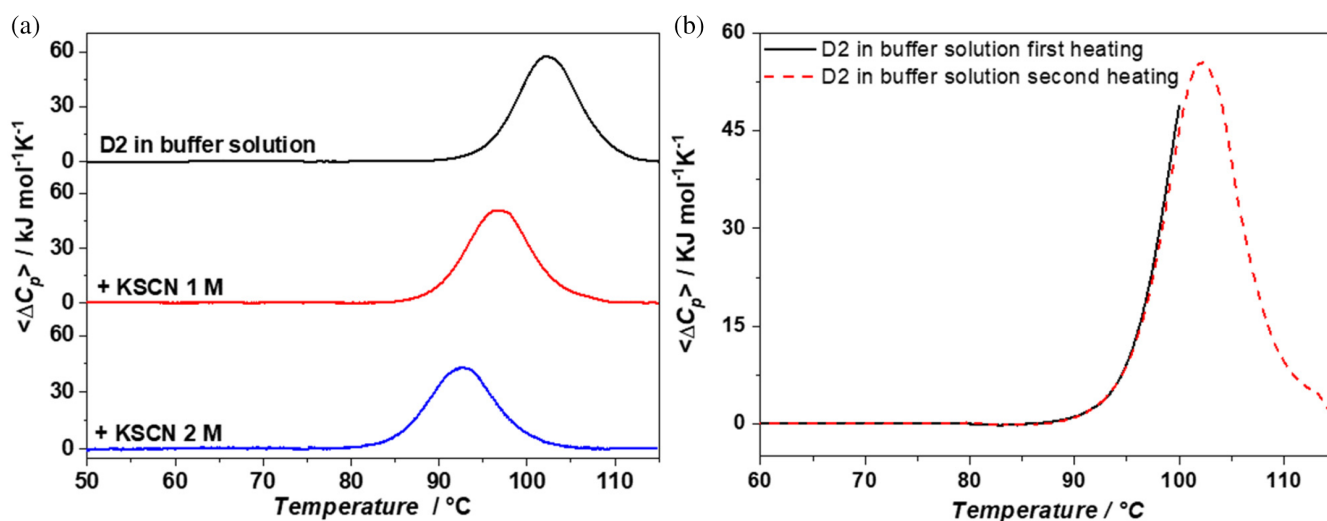 (a)
<ΔCp> / kJ mol-1K-1
60
30
0
D2 in buffer solution
60
30
0
+ KSCN 1 M
60
30
0
+ KSCN 2 M
50 60 70 80 90 100 110
Temperature / °C
(b)
<ΔCp> / KJ mol-1K-1
60
45
30
15
0
D2 in buffer solution first heating
D2 in buffer solution second heating
60 70 80 90 100 110
Temperature / °C